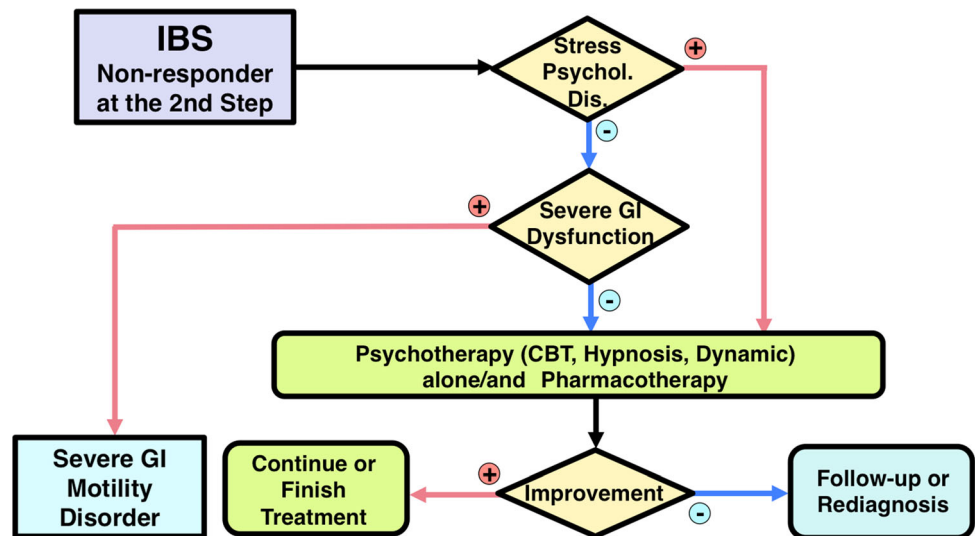 IBS
Non-responder
at the 2nd Step
Stress
Psychol.
Dis.
+
-
+
Severe GI
Dysfunction
-
Psychotherapy (CBT, Hypnosis, Dynamic)
alone/and Pharmacotherapy
Severe GI
Motility
Disorder
Continue or
Finish
Treatment
+
Improvement
-
Follow-up or
Rediagnosis